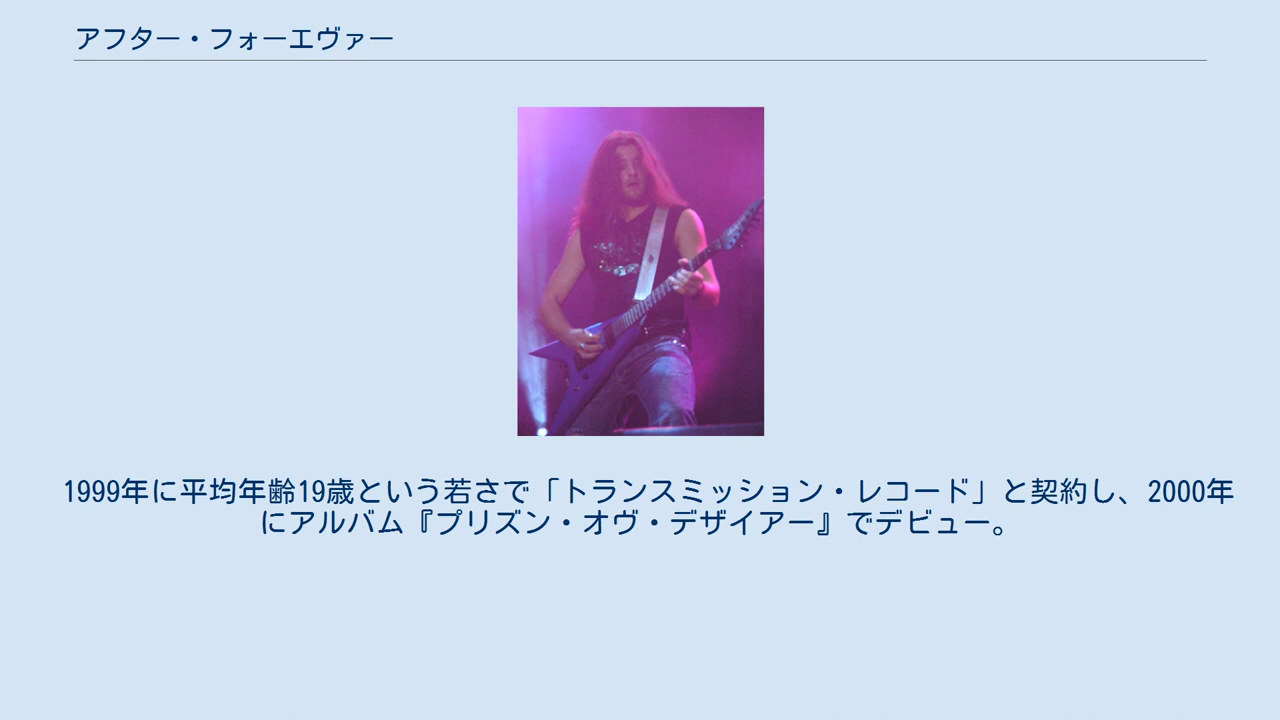 アフター・フォーエヴァー
1999年に平均年齢19歳という若さで「トランスミッション・レコード」と契約し、2000年
にアルバム『プリズン・オヴ・デザイアー』でデビュー。